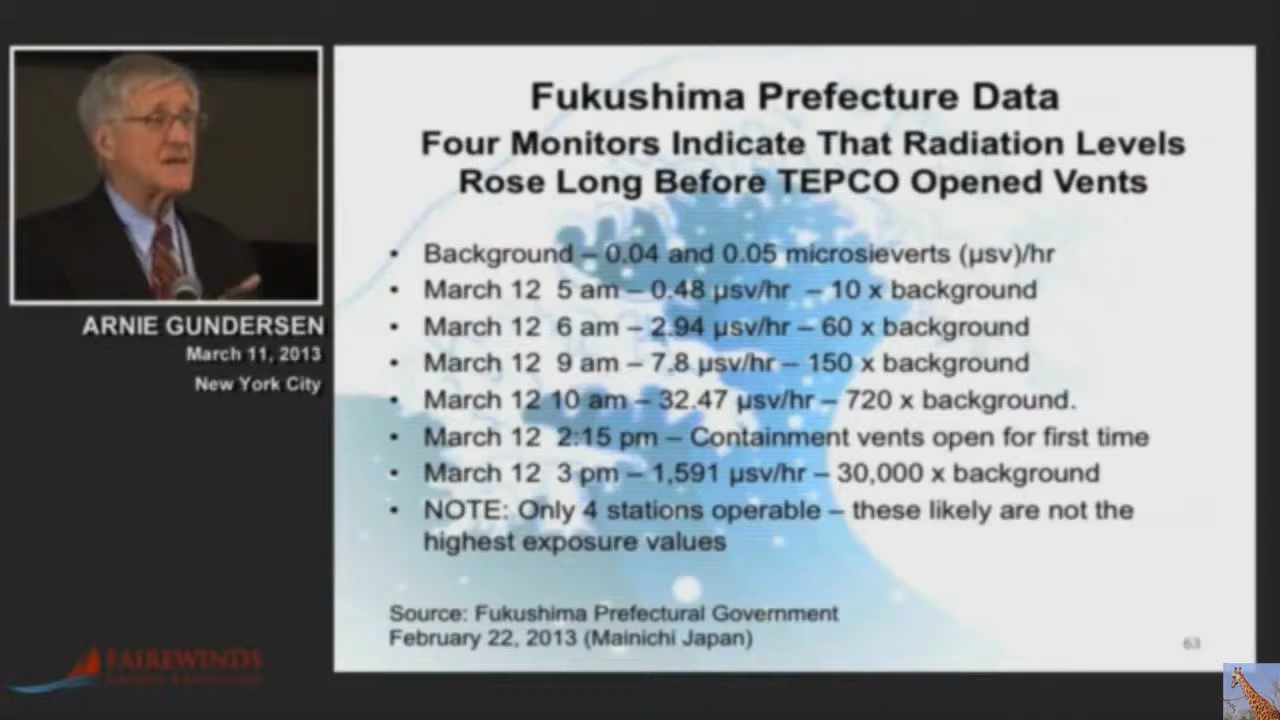 Fukushima Prefecture Data
Four Monitors Indicate That Radiation Levels
Rose Long Before TEPCO Opened Vents
• Background – 0.04 and 0.05 microsieverts (µsv)/hr
• March 12 5 am – 0.48 µsv/hr – 10 x background
• March 12 6 am – 2.94 µsv/hr – 60 x background
• March 12 9 am – 7.8 µsv/hr – 150 x background
• March 12 10 am – 32.47 µsv/hr – 720 x background.
• March 12 2:15 pm – Containment vents open for first time
• March 12 3 pm – 1,591 µsv/hr – 30,000 x background
• NOTE: Only 4 stations operable – these likely are not the
highest exposure values
Source: Fukushima Prefectural Government
February 22, 2013 (Mainichi Japan)
63
ARNIE GUNDERSEN
March 11, 2013
New York City
FAIREWINDS